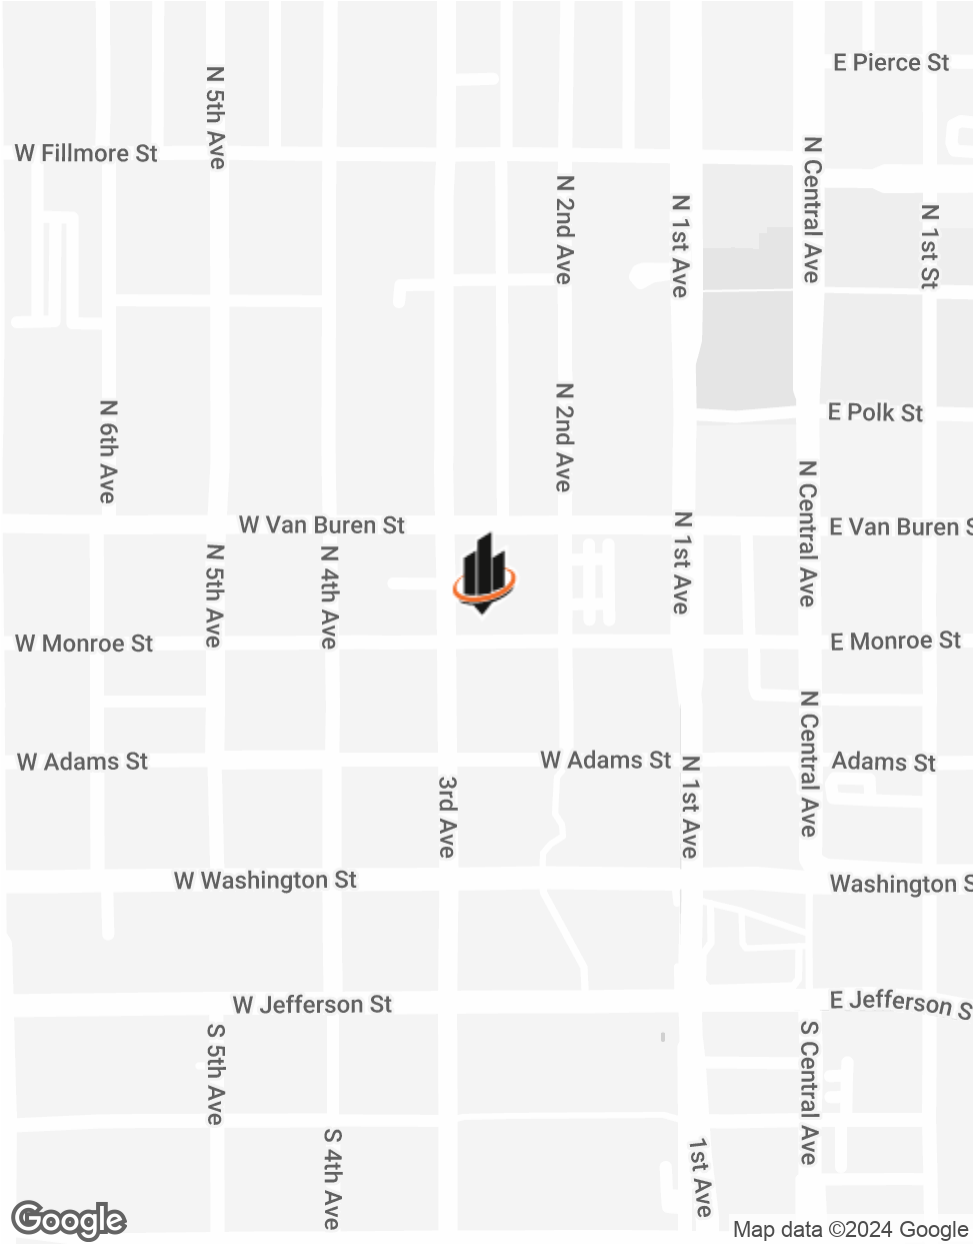 E Pierce St
N 5th Ave
W Fillmore St
N Central Ave
N 2nd Ave
N 1st Ave
N 1st St
N 6th Ave
N 2nd Ave
E Polk St
N Central Ave
W Van Buren St
E Van Buren S
N 1st Ave
N 5th Ave
N 4th Ave
W Monroe St
E Monroe St
N Central Ave
W Adams St
W Adams St
Adams St
N 1st Ave
3rd Ave
W Washington St
Washington S
W Jefferson St
E Jefferson S
S 5th Ave
S Central Ave
S 4th Ave
1st Ave
Google
Map data ©2024 Google